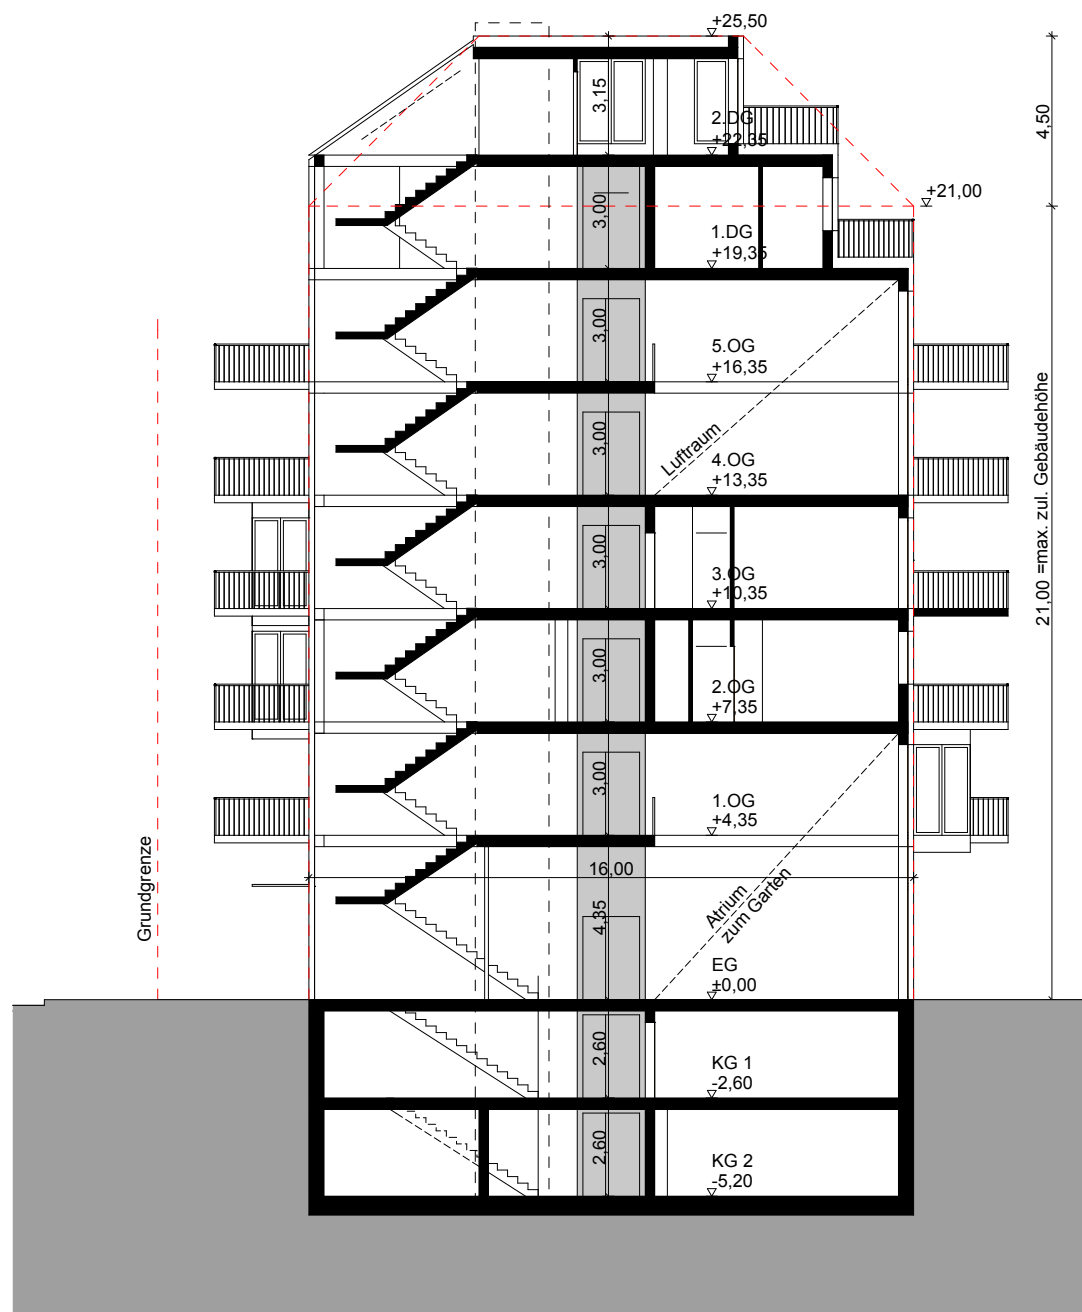 +25,50
3,15
2.DG
+22,35
4,50
+21,00
3,00
1.DG
+19,35
3,00
5.OG
+16,35
21,00 =max. zul. Gebäudehöhe
3,00
Luftraum
4.OG
+13,35
3,00
3.OG
+10,35
3,00
2.OG
+7,35
3,00
1.OG
+4,35
Grundgrenze
16,00
4,35
Atrium
zum Garten
EG
±0,00
2,60
KG 1
-2,60
2,60
KG 2
-5,20